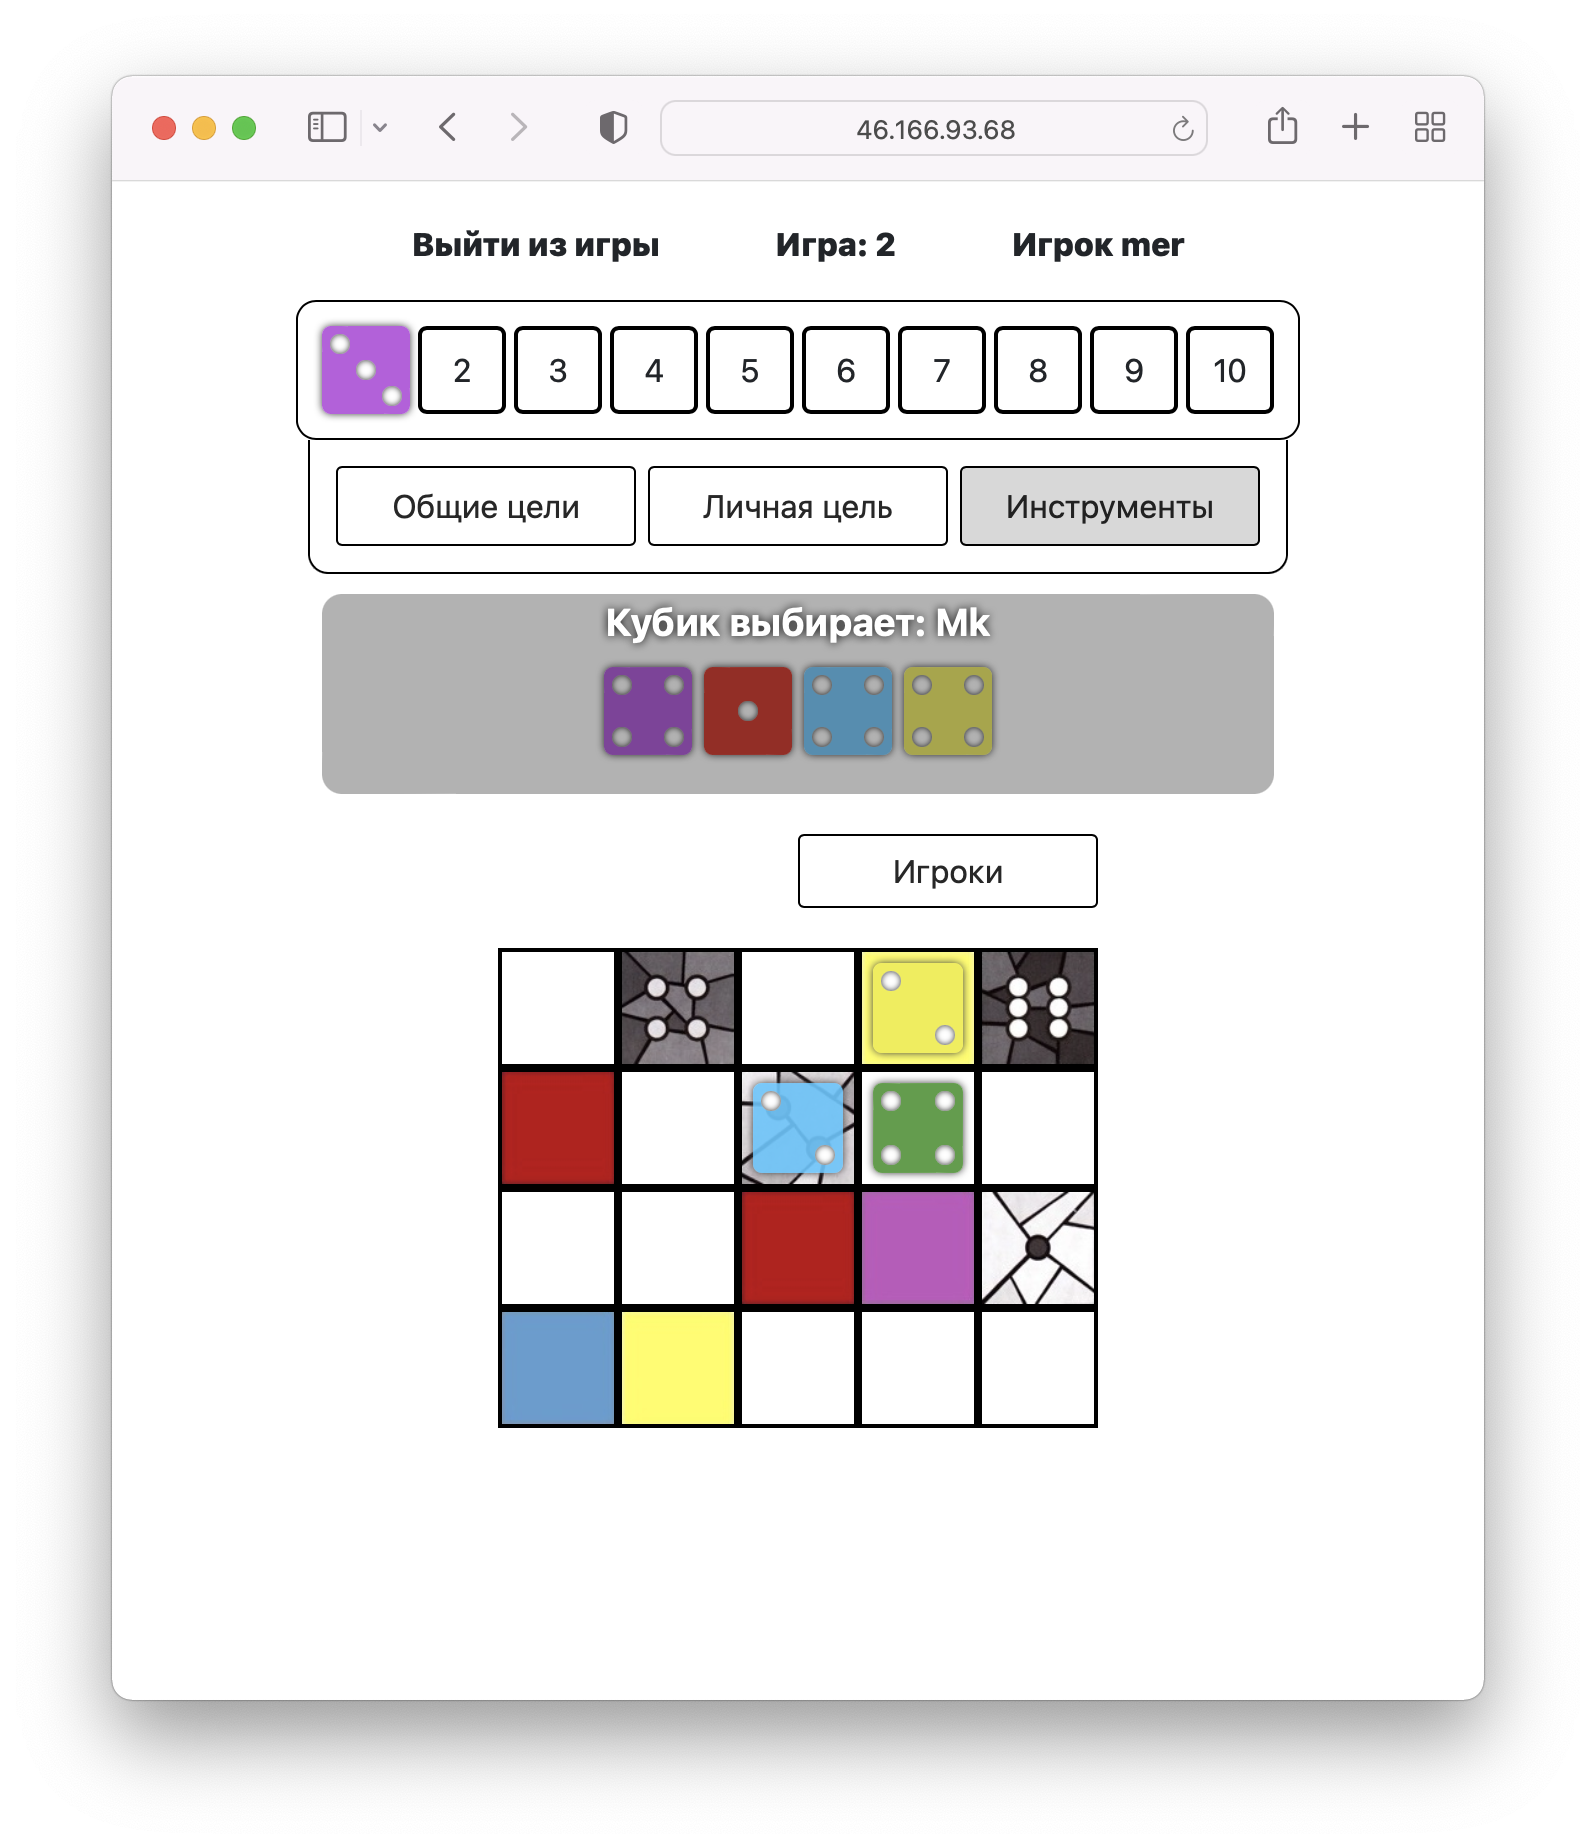 46.166.93.68
Выйти из игры Игра: 2 Игрок mer
2 3 4 5 6 7 8 9 10
Общие цели Личная цель Инструменты
Кубик выбирает: Mk
Игроки